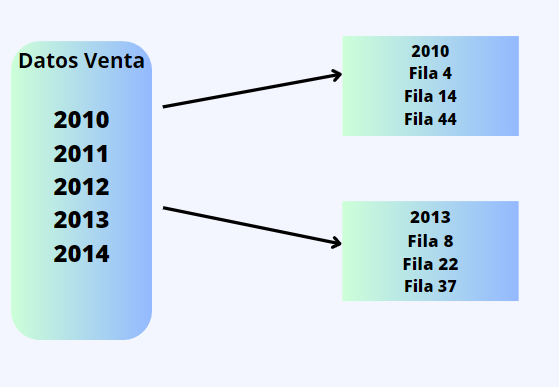 Datos Venta
2010
2011
2012
2013
2014
2010
Fila 4
Fila 14
Fila 44
2013
Fila 8
Fila 22
Fila 37